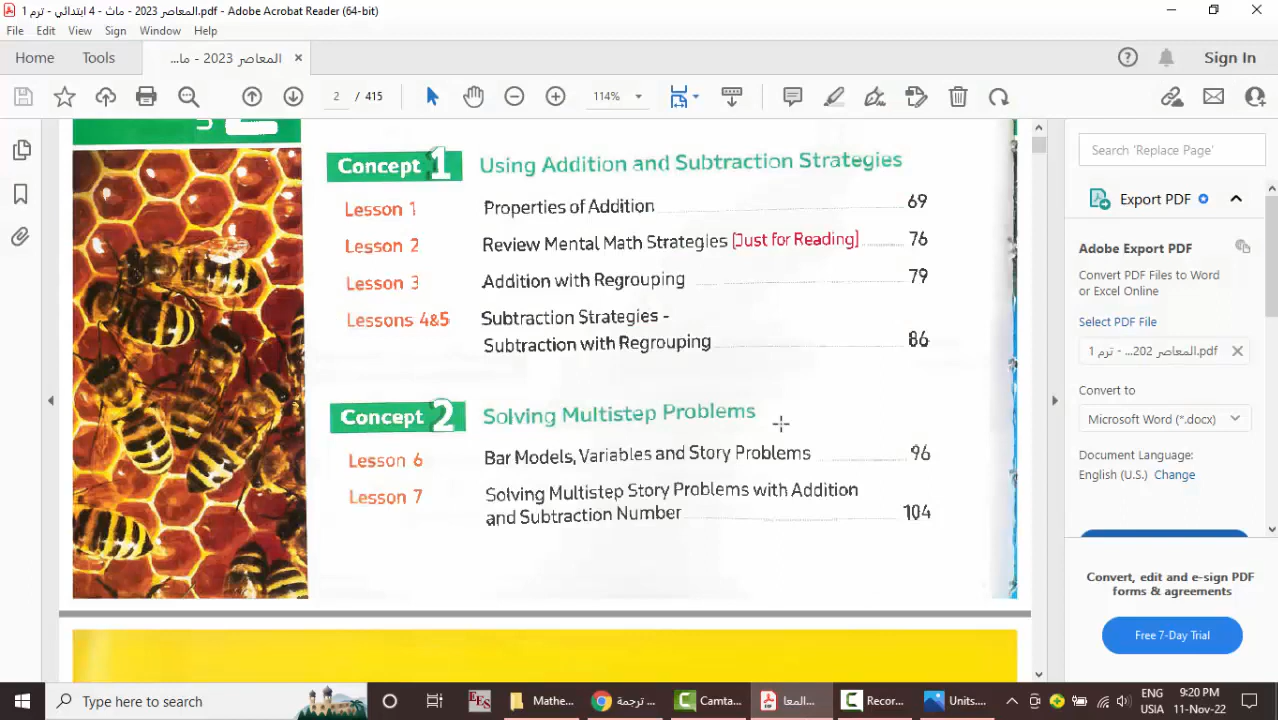 المعاصر 2023 - ماث - 4 ابتدائي - ترم 1.pdf - Adobe Acrobat Reader (64-bit)
File Edit View Sign Window Help
Home Tools المعاصر 2023 - ما... × Sign In
2 / 415 114%
Concept 1 Using Addition and Subtraction Strategies
Lesson 1 Properties of Addition 69
Lesson 2 Review Mental Math Strategies [Just for Reading] 76
Lesson 3 Addition with Regrouping 79
Lessons 4&5 Subtraction Strategies -
Subtraction with Regrouping 86
Concept 2 Solving Multistep Problems
Lesson 6 Bar Models, Variables and Story Problems 96
Lesson 7 Solving Multistep Story Problems with Addition
and Subtraction Number 104
Search 'Replace Page'
Export PDF
Adobe Export PDF
Convert PDF Files to Word
or Excel Online
Select PDF File
المعاصر 202... - ترم 1.pdf
Convert to
Microsoft Word (*.docx)
Document Language:
English (U.S.) Change
Convert, edit and e-sign PDF
forms & agreements
Free 7-Day Trial
Type here to search
EES
Mathe...
ترجمة ...
Camta...
المعا...
Recor...
Units....
ENG
USIA
9:20 PM
11-Nov-22